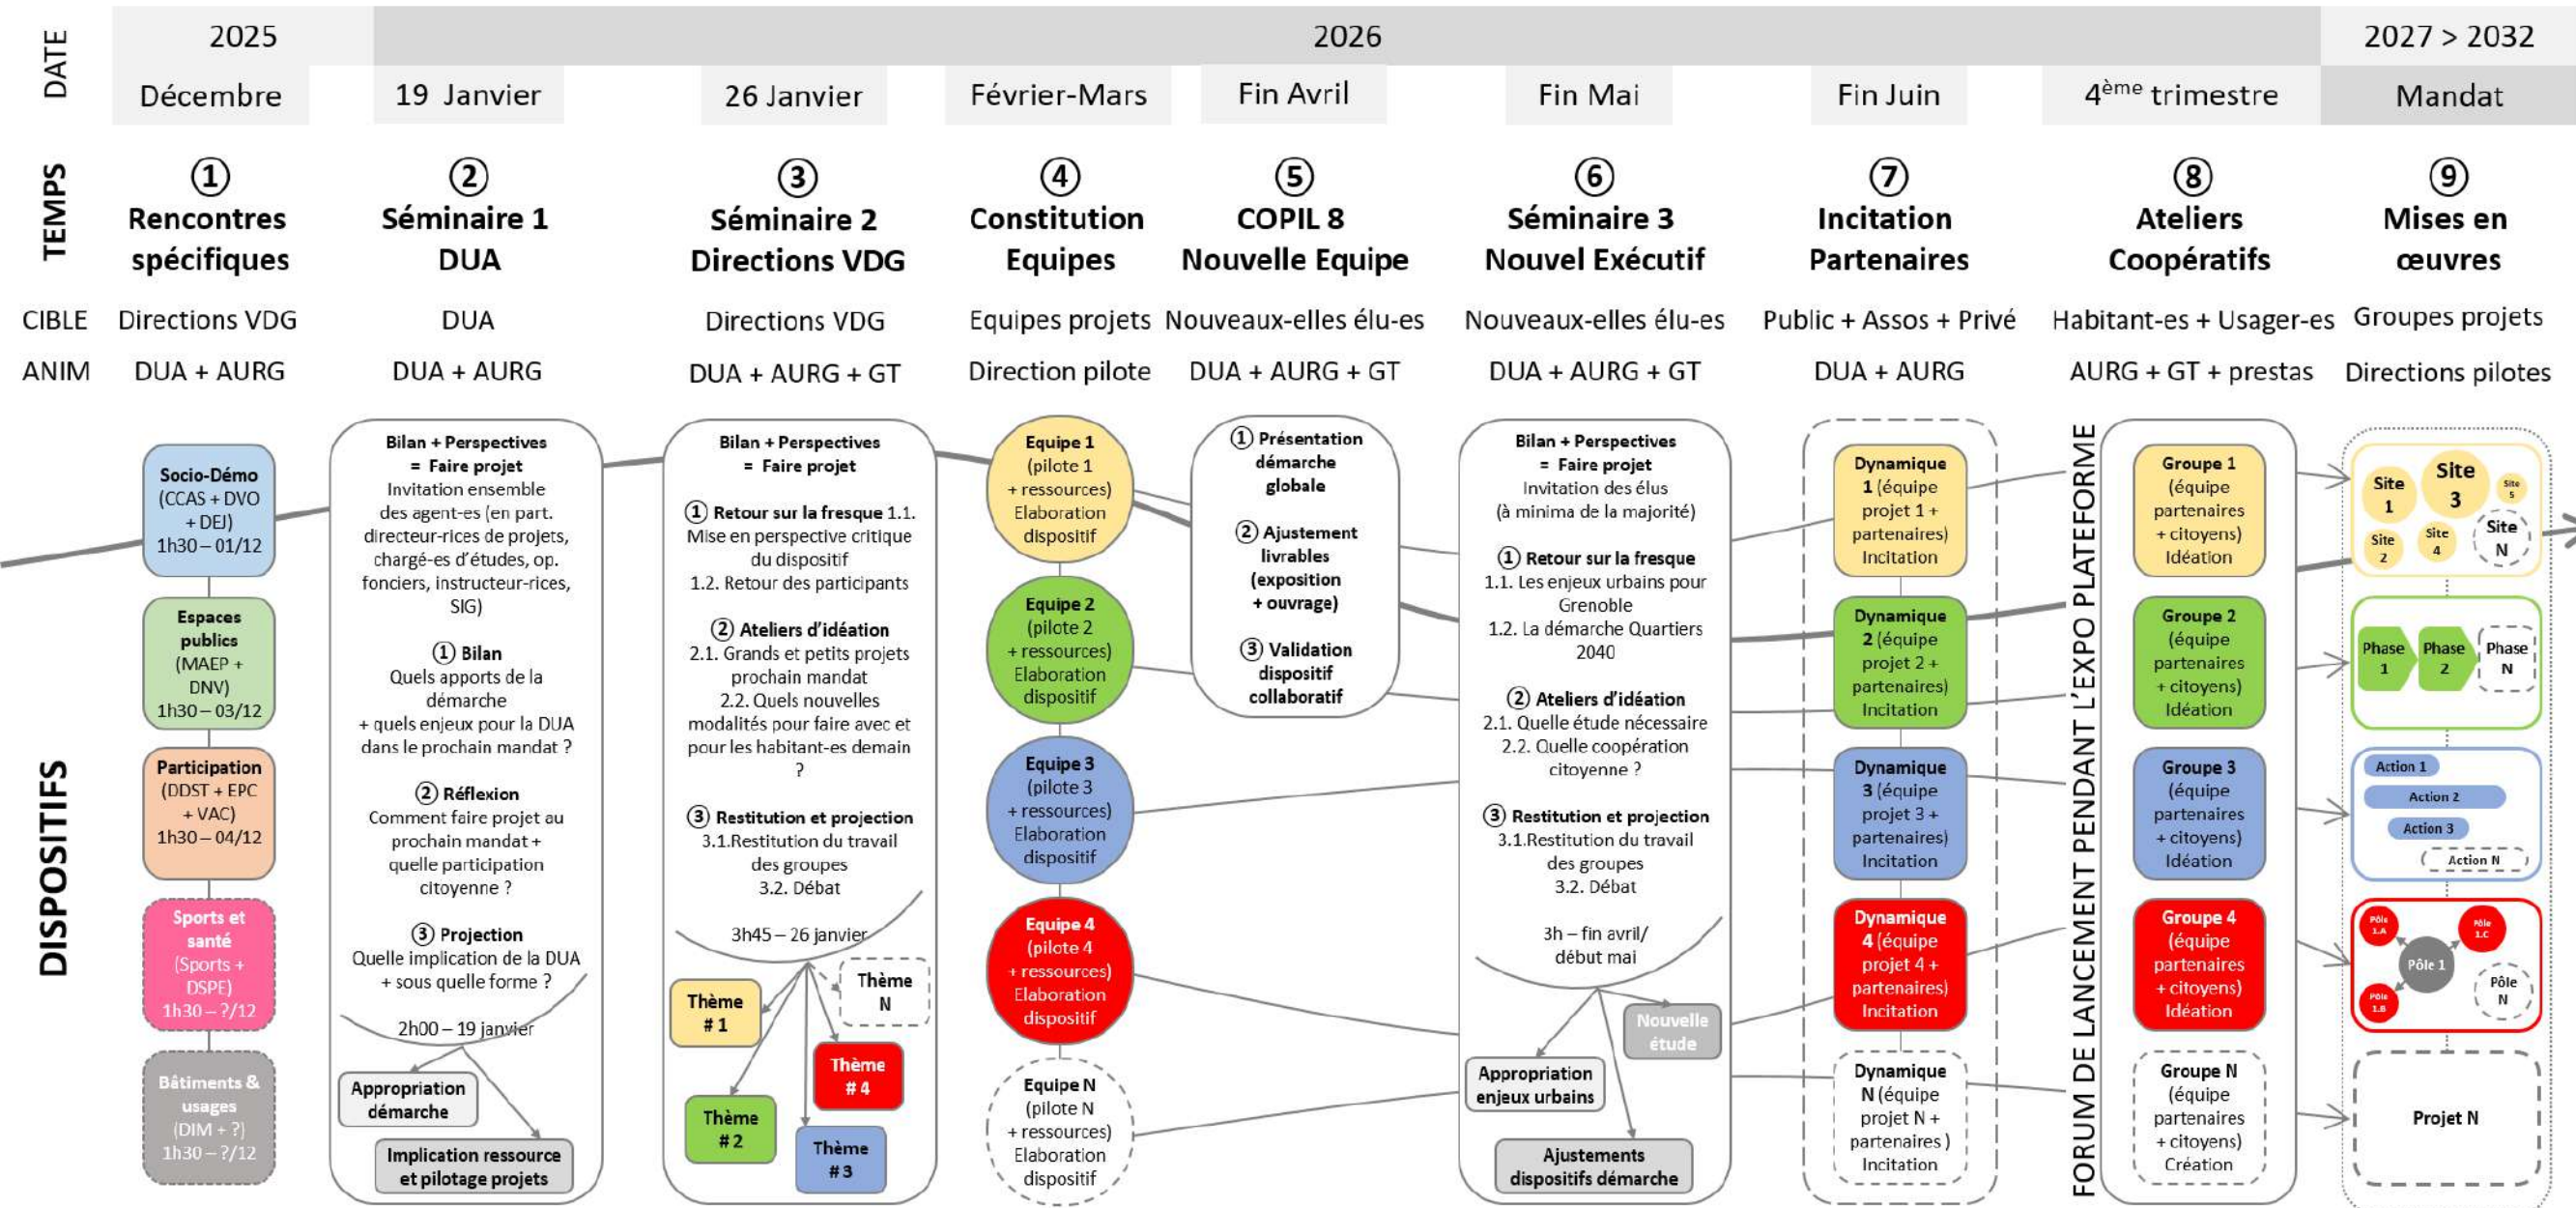 DATE
2025
2026
2027 > 2032
Décembre
19 Janvier
26 Janvier
Février-Mars
Fin Avril
Fin Mai
Fin Juin
4ème trimestre
Mandat
TEMPS
①
Rencontres
spécifiques
②
Séminaire 1
DUA
③
Séminaire 2
Directions VDG
④
Constitution
Equipes
⑤
COPIL 8
Nouvelle Equipe
⑥
Séminaire 3
Nouvel Exécutif
⑦
Incitation
Partenaires
⑧
Ateliers
Coopératifs
⑨
Mises en
œuvres
CIBLE
Directions VDG
DUA
Directions VDG
Equipes projets
Nouveaux-elles élu-es
Nouveaux-elles élu-es
Public + Assos + Privé
Habitant-es + Usager-es
Groupes projets
ANIM
DUA + AURG
DUA + AURG
DUA + AURG + GT
Direction pilote
DUA + AURG + GT
DUA + AURG + GT
DUA + AURG
AURG + GT + prestas
Directions pilotes
DISPOSITIFS
Socio-Démo
(CCAS + DVO
+ DEJ)
1h30 – 01/12
Espaces
publics
(MAEP +
DNV)
1h30 – 03/12
Participation
(DDST + EPC
+ VAC)
1h30 – 04/12
Sports et
santé
(Sports +
DSPE)
1h30 – ?/12
Bâtiments &
usages
(DIM + ?)
1h30 – ?/12
Bilan + Perspectives
= Faire projet
Invitation ensemble
des agent-es (en part.
directeur-rices de projets,
chargé-es d'études, op.
fonciers, instructeur-rices,
SIG)
① Bilan
Quels apports de la
démarche
+ quels enjeux pour la DUA
dans le prochain mandat ?
② Réflexion
Comment faire projet au
prochain mandat +
quelle participation
citoyenne ?
③ Projection
Quelle implication de la DUA
+ sous quelle forme ?
2h00 – 19 janvier
Appropriation
démarche
Implication ressource
et pilotage projets
Bilan + Perspectives
= Faire projet
① Retour sur la fresque 1.1.
Mise en perspective critique
du dispositif
1.2. Retour des participants
② Ateliers d'idéation
2.1. Grands et petits projets
prochain mandat
2.2. Quels nouvelles
modalités pour faire avec et
pour les habitant-es demain
?
③ Restitution et projection
3.1.Restitution du travail
des groupes
3.2. Débat
3h45 – 26 janvier
Thème
# 1
Thème
N
Thème
# 4
Thème
# 2
Thème
# 3
Equipe 1
(pilote 1
+ ressources)
Elaboration
dispositif
Equipe 2
(pilote 2
+ ressources)
Elaboration
dispositif
Equipe 3
(pilote 3
+ ressources)
Elaboration
dispositif
Equipe 4
(pilote 4
+ ressources)
Elaboration
dispositif
Equipe N
(pilote N
+ ressources)
Elaboration
dispositif
① Présentation
démarche
globale
② Ajustement
livrables
(exposition
+ ouvrage)
③ Validation
dispositif
collaboratif
Bilan + Perspectives
= Faire projet
Invitation des élus
(à minima de la majorité)
① Retour sur la fresque
1.1. Les enjeux urbains pour
Grenoble
1.2. La démarche Quartiers
2040
② Ateliers d'idéation
2.1. Quelle étude nécessaire
2.2. Quelle coopération
citoyenne ?
③ Restitution et projection
3.1.Restitution du travail
des groupes
3.2. Débat
3h – fin avril/
début mai
Nouvelle
étude
Appropriation
enjeux urbains
Ajustements
dispositifs démarche
Dynamique
1 (équipe
projet 1 +
partenaires)
Incitation
Dynamique
2 (équipe
projet 2 +
partenaires)
Incitation
Dynamique
3 (équipe
projet 3 +
partenaires)
Incitation
Dynamique
4 (équipe
projet 4 +
partenaires)
Incitation
Dynamique
N (équipe
projet N +
partenaires )
Incitation
FORUM DE LANCEMENT PENDANT L'EXPO PLATEFORME
Groupe 1
(équipe
partenaires
+ citoyens)
Idéation
Groupe 2
(équipe
partenaires
+ citoyens)
Idéation
Groupe 3
(équipe
partenaires
+ citoyens)
Idéation
Groupe 4
(équipe
partenaires
+ citoyens)
Idéation
Groupe N
(équipe
partenaires
+ citoyens)
Création
Site
1
Site
3
Site
5
Site
2
Site
4
Site
N
Phase
1
Phase
2
Phase
N
Action 1
Action 2
Action 3
Action N
Pôle
1.A
Pôle
1.C
Pôle 1
Pôle
1.B
Pôle
N
Projet N